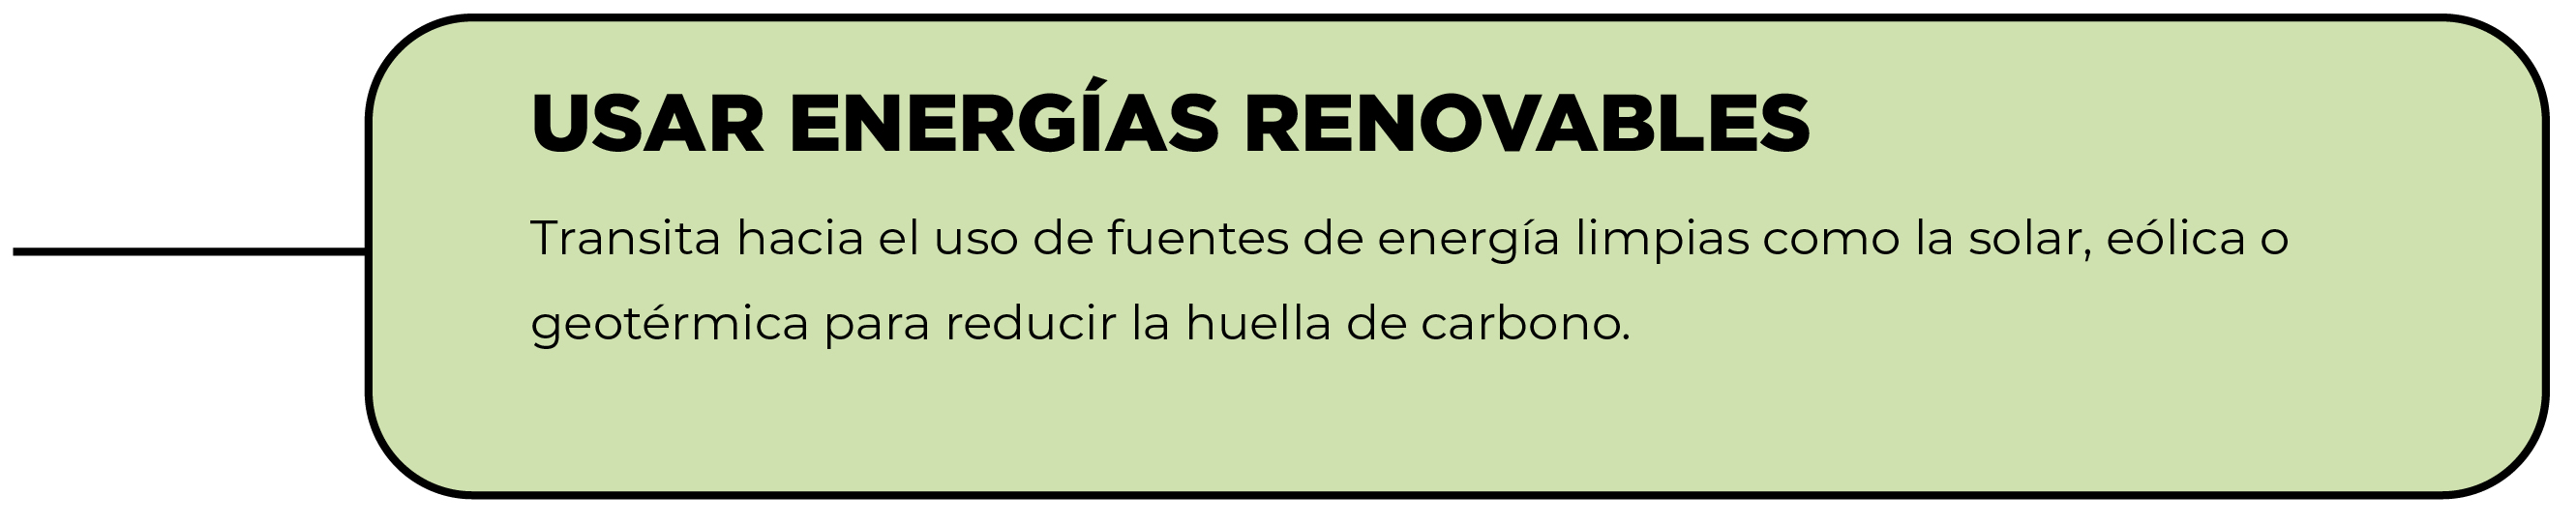 USAR ENERGÍAS RENOVABLES
Transita hacia el uso de fuentes de energía limpias como la solar, eólica o
geotérmica para reducir la huella de carbono.